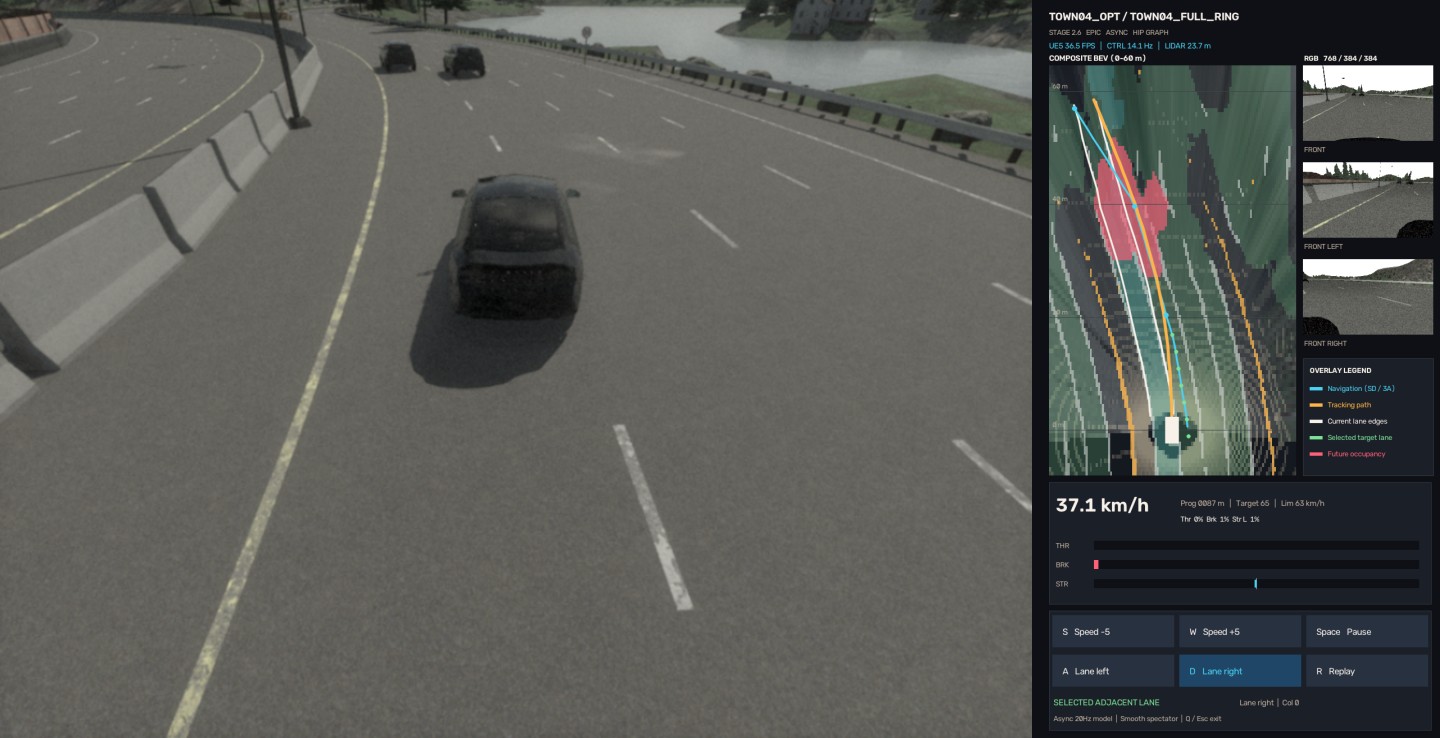 TOWN04_OPT / TOWN04_FULL_RING
STAGE 2.6 EPIC ASYNC HIP GRAPH
UE5 36.5 FPS | CTRL 14.1 Hz | LIDAR 23.7 m
COMPOSITE BEV (0-60 m)
RGB 768 / 384 / 384
60 m
FRONT
FRONT LEFT
FRONT RIGHT
OVERLAY LEGEND
Navigation (5D / 3A)
Tracking path
Current lane edges
Selected target lane
Future occupancy
37.1 km/h
Prog 0087 m | Target 65 | Lim 63 km/h
Thr 0% Brk 1% Str L 1%
THR
BRK
STR
S Speed -5
W Speed +5
Space Pause
A Lane left
D Lane right
R Replay
SELECTED ADJACENT LANE
Lane right | Col 0
Async 20Hz model | Smooth spectator | Q / Esc exit